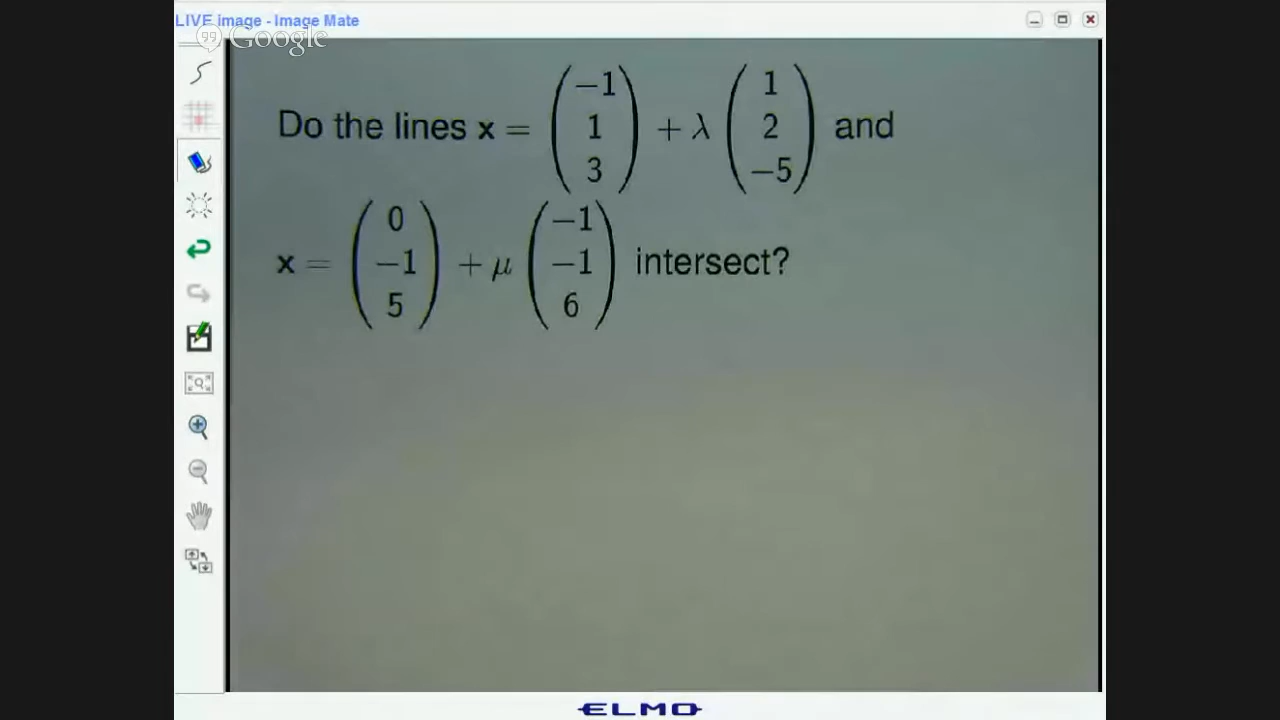 LIVE image - Image Mate
Google
Do the lines x = (−1 1 3) + λ (1 2 −5) and
x = (0 −1 5) + μ (−1 −1 6) intersect?
ELMO